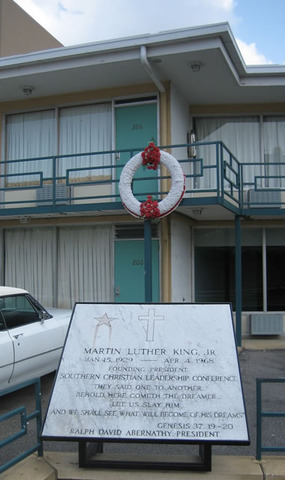 306
206
MARTIN LUTHER KING, JR.
JAN. 15, 1929 — APR. 4, 1968
FOUNDING PRESIDENT
SOUTHERN CHRISTIAN LEADERSHIP CONFERENCE
"THEY SAID ONE TO ANOTHER,
BEHOLD, HERE COMETH THE DREAMER...
LET US SLAY HIM...
AND WE SHALL SEE WHAT WILL BECOME OF HIS DREAMS"
GENESIS 37:19-20
RALPH DAVID ABERNATHY, PRESIDENT